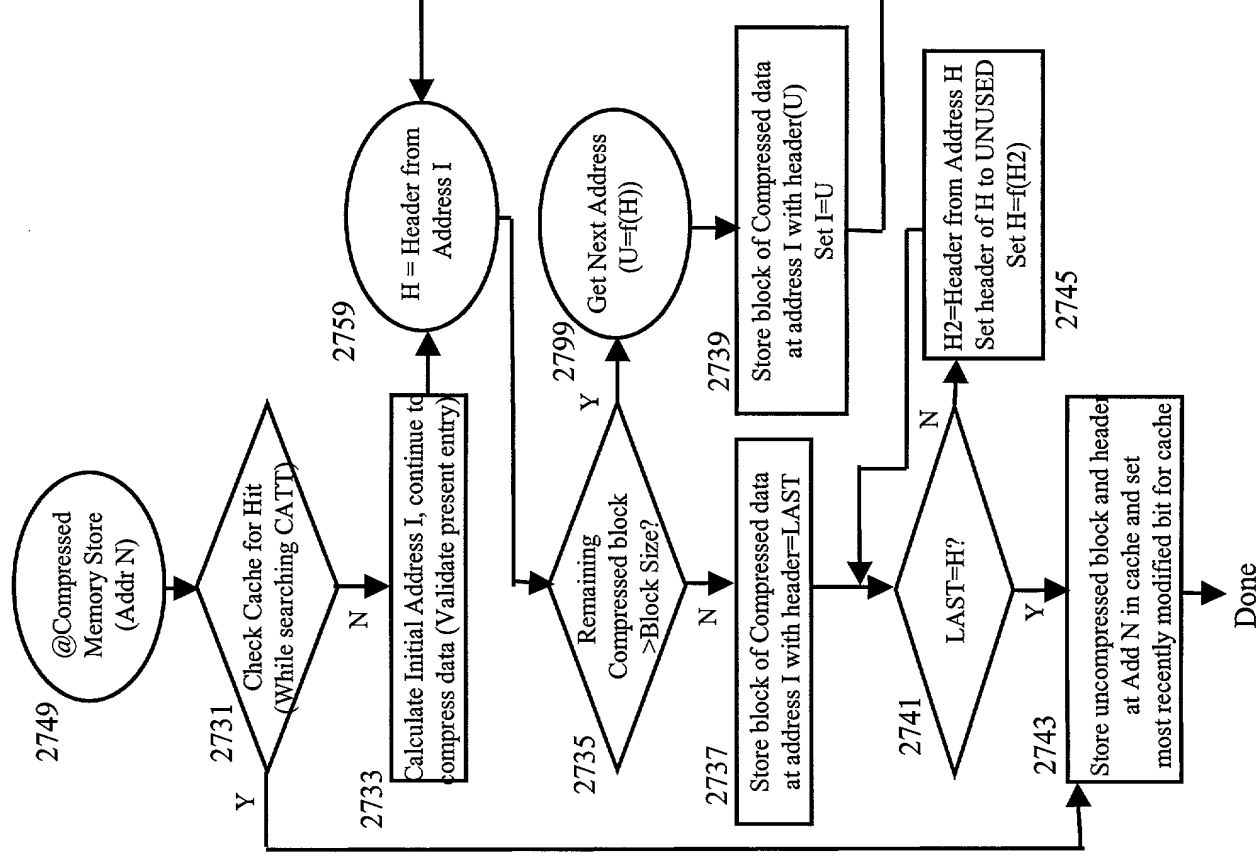 2749
@Compressed
Memory Store
(Addr N)
2731
Check Cache for Hit
(While searching CATT)
Y
N
2733
Calculate Initial Address I, continue to
compress data (Validate present entry)
2759
H = Header from
Address I
2735
Remaining
Compressed block
>Block Size?
Y
N
2799
Get Next Address
(U=f(H))
2739
Store block of Compressed data
at address I with header(U)
Set I=U
2737
Store block of Compressed data
at address I with header=LAST
2741
LAST=H?
N
Y
H2=Header from Address H
Set header of H to UNUSED
Set H=f(H2)
2745
2743
Store uncompressed block and header
at Add N in cache and set
most recently modified bit for cache
Done